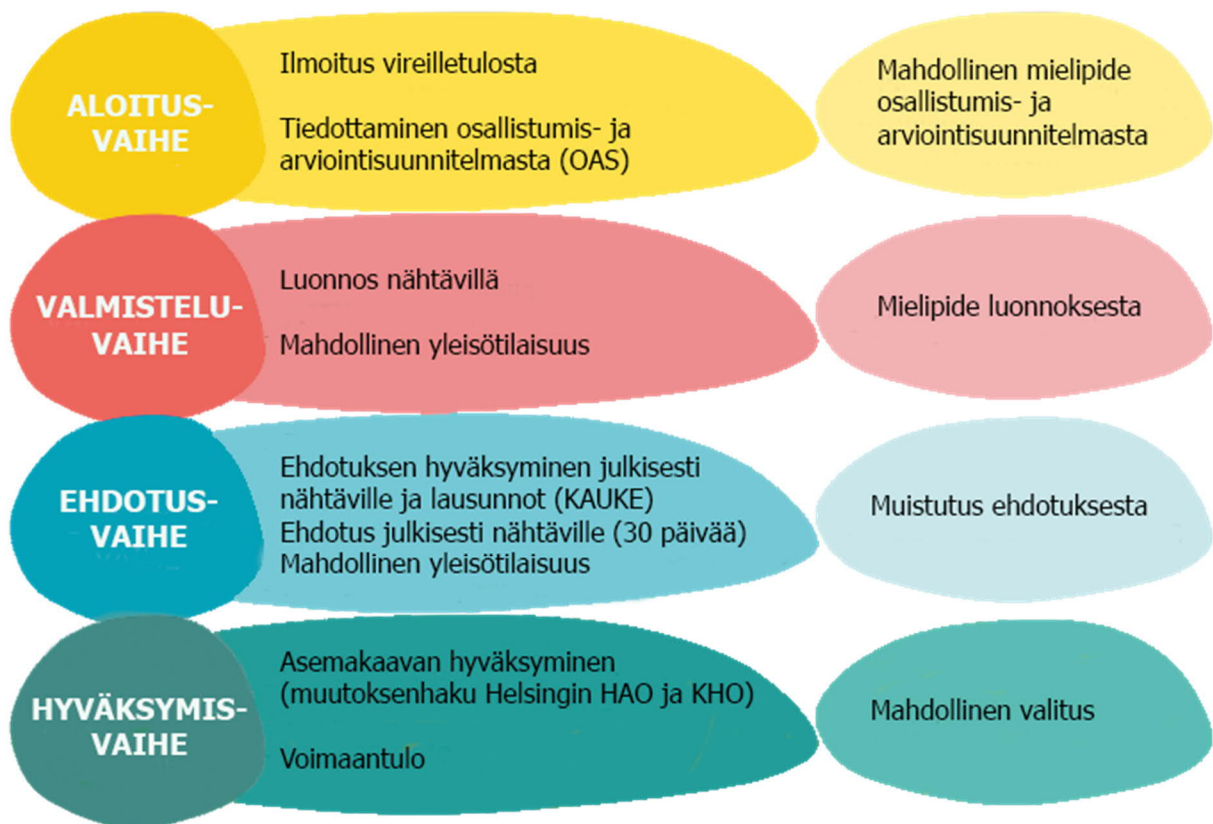 ALOITUS-
VAIHE
Ilmoitus vireilletulosta
Tiedottaminen osallistumis- ja
arviointisuunnitelmasta (OAS)
Mahdollinen mielipide
osallistumis- ja
arviointisuunnitelmasta
VALMISTELU-
VAIHE
Luonnos nähtävillä
Mahdollinen yleisötilaisuus
Mielipide luonnoksesta
EHDOTUS-
VAIHE
Ehdotuksen hyväksyminen julkisesti
nähtäville ja lausunnot (KAUKE)
Ehdotus julkisesti nähtäville (30 päivää)
Mahdollinen yleisötilaisuus
Muistutus ehdotuksesta
HYVÄKSYMIS-
VAIHE
Asemakaavan hyväksyminen
(muutoksenhaku Helsingin HAO ja KHO)
Voimaantulo
Mahdollinen valitus